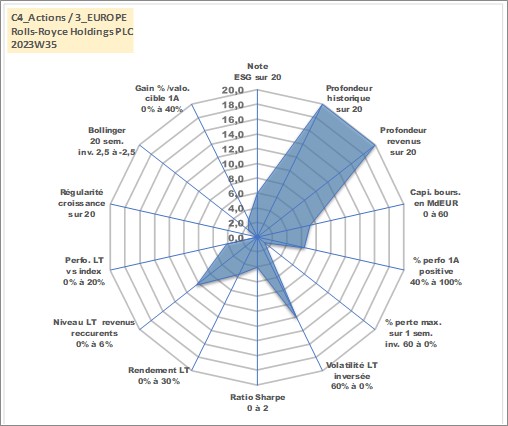 C4_Actions / 3_EUROPE
Rolls-Royce Holdings PLC
2023W35
Note
ESG sur 20
Profondeur
historique
sur 20
Profondeur
revenus
sur 20
Capi. bours.
en MdEUR
0 à 60
% perfo 1A
positive
40% à 100%
% perte max.
sur 1 sem.
inv. 60 à 0%
Volatilité LT
inversée
60% à 0%
Ratio Sharpe
0 à 2
Rendement LT
0% à 30%
Niveau LT revenus
reccurents
0% à 6%
Perfo. LT
vs index
0% à 20%
Régularité
croissance
sur 20
Bollinger
20 sem.
inv. 2,5 à -2,5
Gain % /valo.
cible 1A
0% à 40%
20,0
18,0
16,0
14,0
12,0
10,0
8,0
6,0
4,0
2,0
0,0